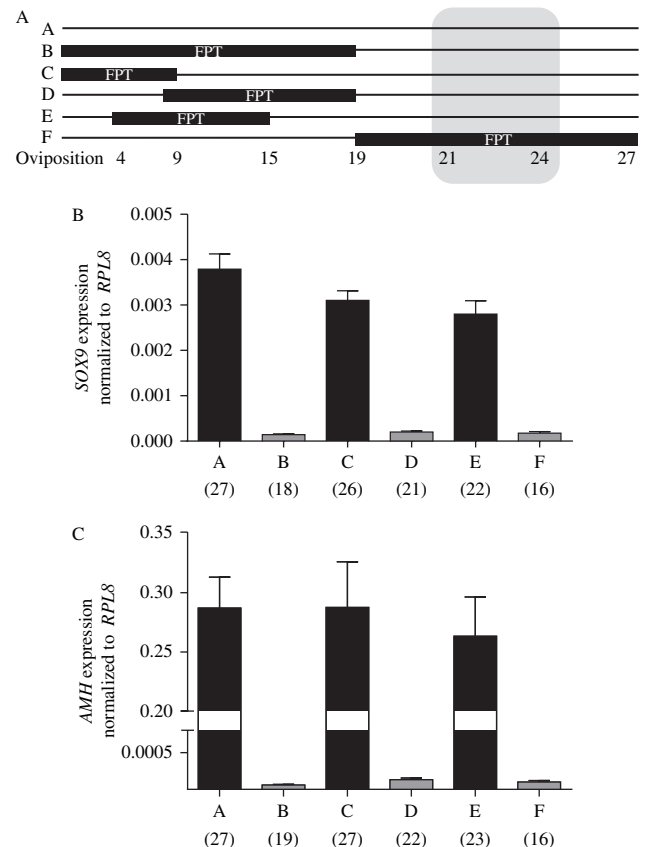 A
A
B FPT
C FPT
D FPT
E FPT
F FPT
Oviposition 4 9 15 19 21 24 27
B
SOX9 expression
normalized to RPL8
0.005
0.004
0.003
0.002
0.001
0.000
A B C D E F
(27) (18) (26) (21) (22) (16)
C
AMH expression
normalized to RPL8
0.35
0.30
0.25
0.20
0.0005
A B C D E F
(27) (19) (27) (22) (23) (16)